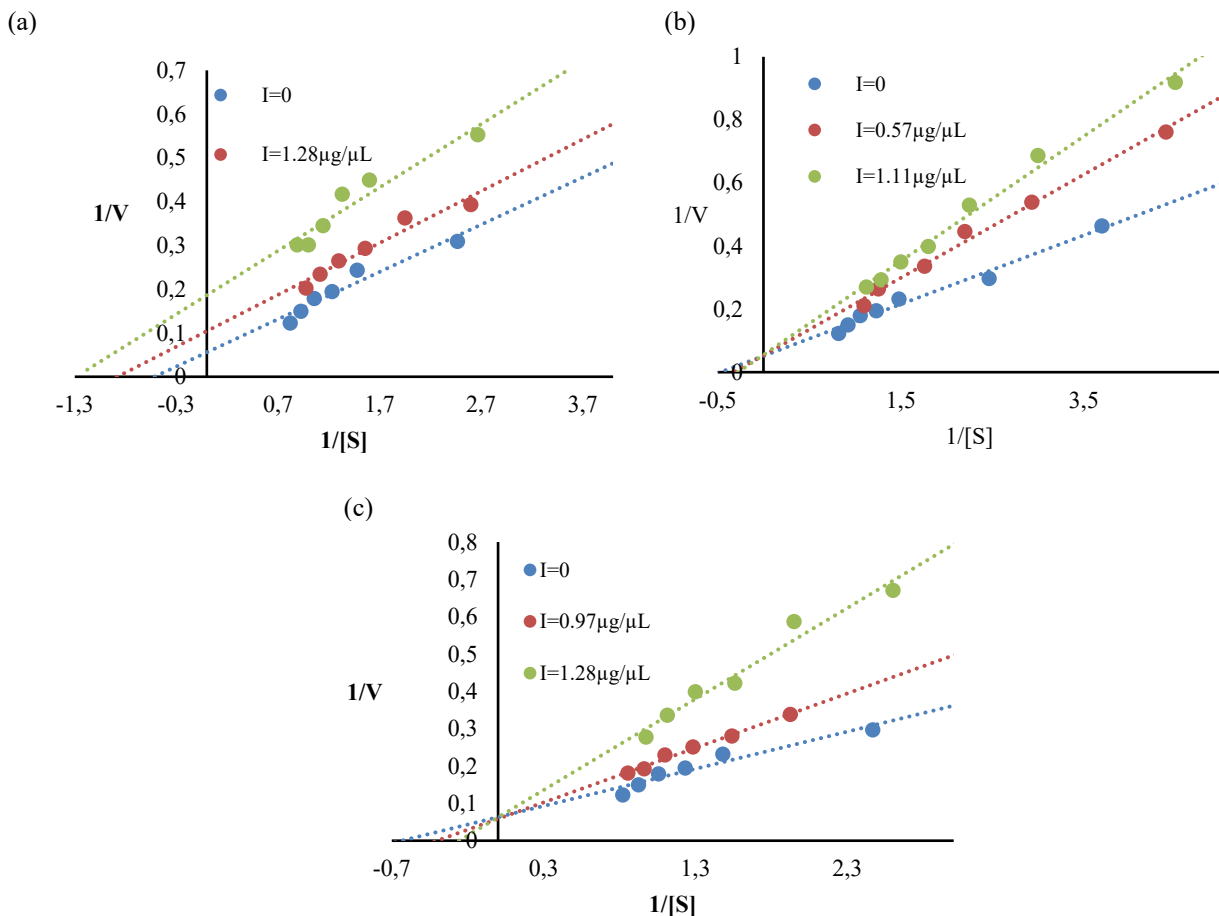 (a)
0,7
0,6
0,5
0,4
0,3
0,2
0,1
0
1/V
I=0
I=1.28µg/µL
-1,3
-0,3
0,7
1,7
2,7
3,7
1/[S]
(b)
1
0,8
0,6
0,4
0,2
0
1/V
I=0
I=0.57µg/µL
I=1.11µg/µL
-0,5
1,5
3,5
1/[S]
(c)
0,8
0,7
0,6
0,5
0,4
0,3
0,2
0,1
0
1/V
I=0
I=0.97µg/µL
I=1.28µg/µL
-0,7
0,3
1,3
2,3
1/[S]